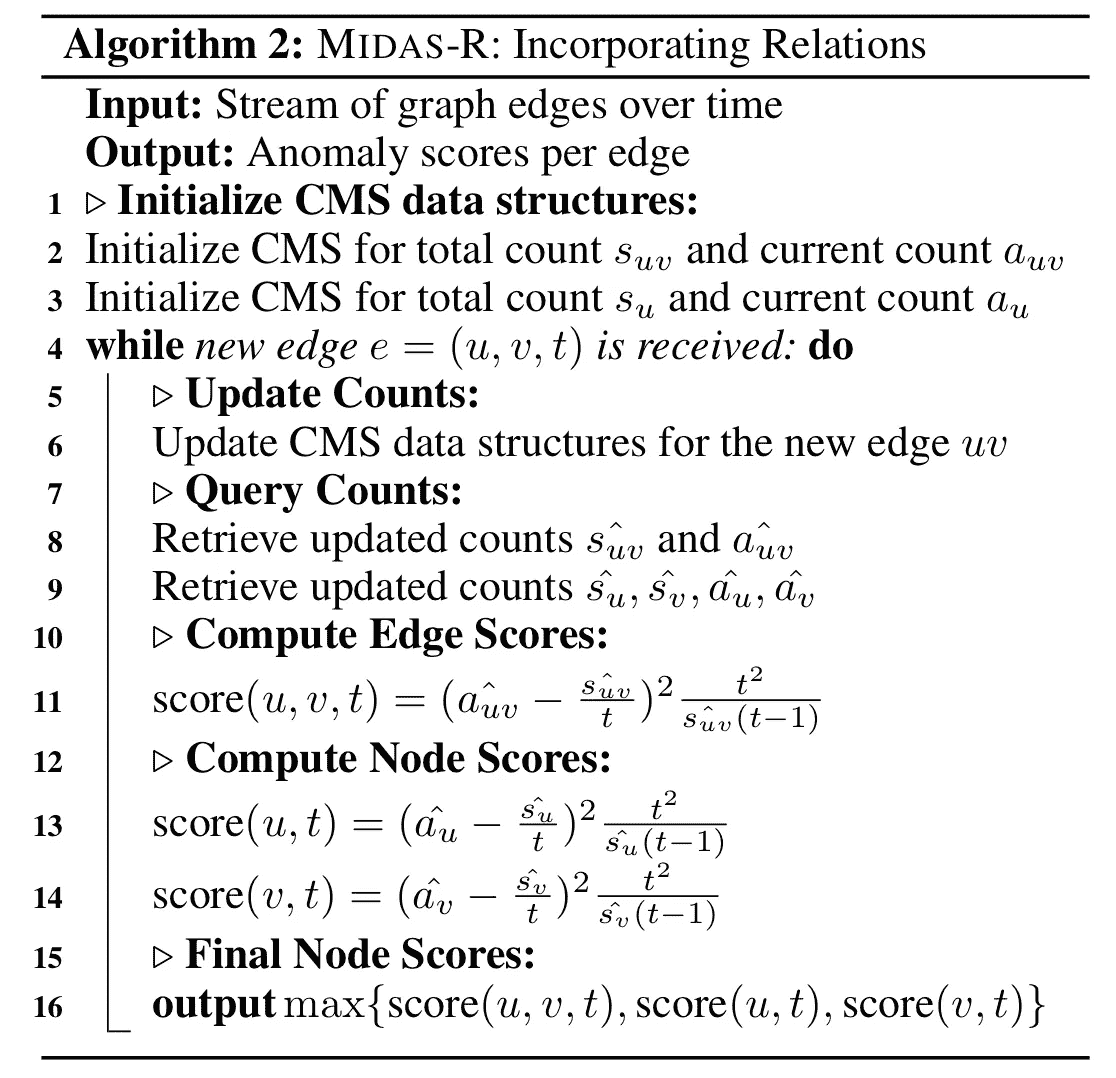 Algorithm 2: MIDAS-R: Incorporating Relations
Input: Stream of graph edges over time
Output: Anomaly scores per edge
1 ▷ Initialize CMS data structures:
2 Initialize CMS for total count s_{uv} and current count a_{uv}
3 Initialize CMS for total count s_u and current count a_u
4 while new edge e = (u, v, t) is received: do
5 ▷ Update Counts:
6 Update CMS data structures for the new edge uv
7 ▷ Query Counts:
8 Retrieve updated counts \hat{s_{uv}} and \hat{a_{uv}}
9 Retrieve updated counts \hat{s_u}, \hat{s_v}, \hat{a_u}, \hat{a_v}
10 ▷ Compute Edge Scores:
11 score(u, v, t) = (\hat{a_{uv}} − \frac{\hat{s_{uv}}}{t})^2 \frac{t^2}{\hat{s_{uv}}(t−1)}
12 ▷ Compute Node Scores:
13 score(u, t) = (\hat{a_u} − \frac{\hat{s_u}}{t})^2 \frac{t^2}{\hat{s_u}(t−1)}
14 score(v, t) = (\hat{a_v} − \frac{\hat{s_v}}{t})^2 \frac{t^2}{\hat{s_v}(t−1)}
15 ▷ Final Node Scores:
16 output max{score(u, v, t), score(u, t), score(v, t)}